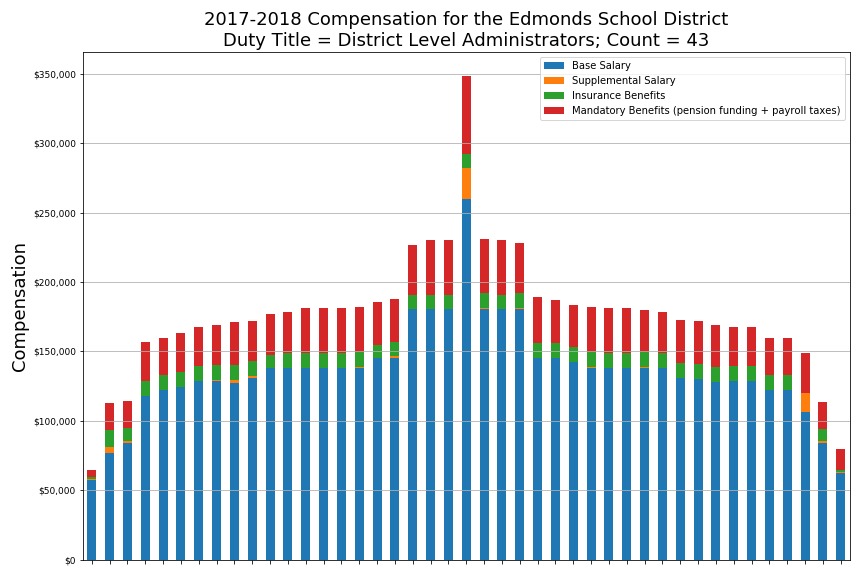 2017-2018 Compensation for the Edmonds School District
Duty Title = District Level Administrators; Count = 43
Base Salary
Supplemental Salary
Insurance Benefits
Mandatory Benefits (pension funding + payroll taxes)
Compensation
$350,000
$300,000
$250,000
$200,000
$150,000
$100,000
$50,000
$0